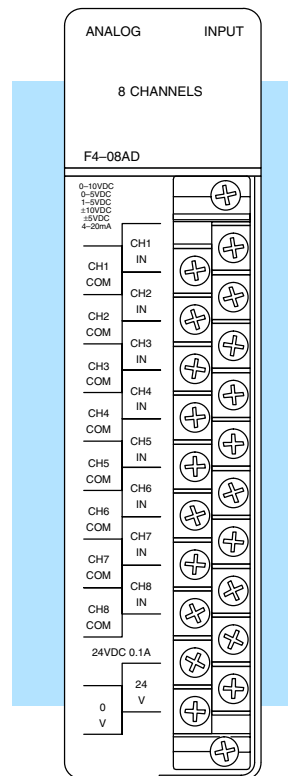 ANALOG INPUT
8 CHANNELS
F4–08AD
0–10VDC
0–5VDC
1–5VDC
±10VDC
±5VDC
4–20mA
CH1
IN
CH1
COM
CH2
IN
CH2
COM
CH3
IN
CH3
COM
CH4
IN
CH4
COM
CH5
IN
CH5
COM
CH6
IN
CH6
COM
CH7
IN
CH7
COM
CH8
IN
CH8
COM
24VDC 0.1A
24
V
0
V